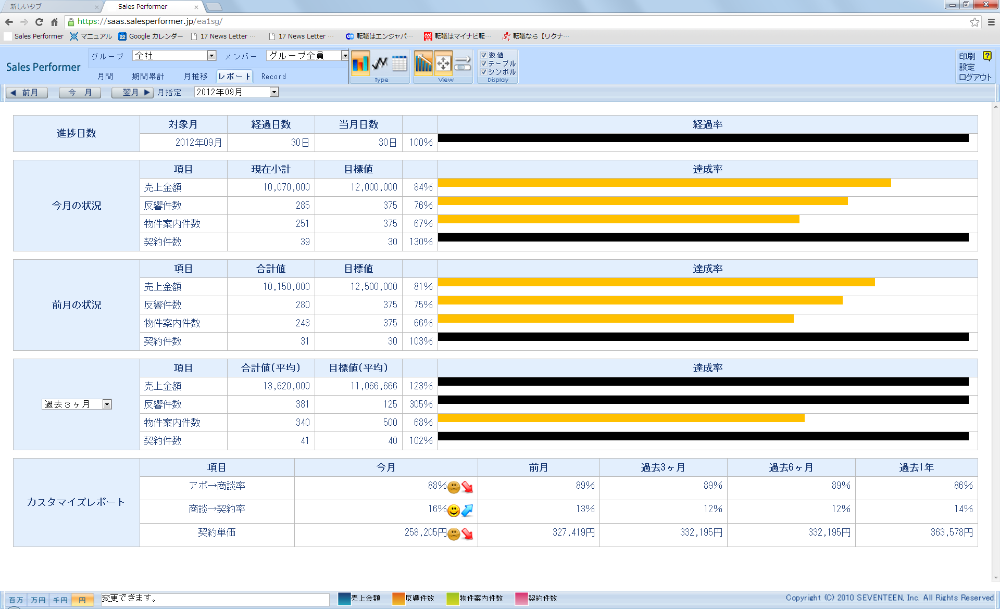 新しいタブ
Sales Performer
https://saas.salesperformer.jp/ea1sg/
Sales Performer マニュアル 22 Google カレンダー 17 News Letter … 17 News Letter … en 転職はエンジャパ… 転職はマイナビ転… 転職なら【リクナ…
Sales Performer
グループ 全社 メンバー グループ全員
月間 期間累計 月推移 レポート Record
Type
View
数値
テーブル
シンボル
Display
印刷 ?
設定
ログアウト
前月 今 月 翌月 月指定 2012年09月
進捗日数
対象月 経過日数 当月日数 経過率
2012年09月 30日 30日 100%
今月の状況
項目 現在小計 目標値 達成率
売上金額 10,070,000 12,000,000 84%
反響件数 285 375 76%
物件案内件数 251 375 67%
契約件数 39 30 130%
前月の状況
項目 合計値 目標値 達成率
売上金額 10,150,000 12,500,000 81%
反響件数 280 375 75%
物件案内件数 248 375 66%
契約件数 31 30 103%
過去３ヶ月
項目 合計値(平均) 目標値(平均) 達成率
売上金額 13,620,000 11,066,666 123%
反響件数 381 125 305%
物件案内件数 340 500 68%
契約件数 41 40 102%
カスタマイズレポート
項目 今月 前月 過去3ヶ月 過去6ヶ月 過去1年
アポ→商談率 88% 89% 89% 89% 86%
商談→契約率 16% 13% 12% 12% 14%
契約単価 258,205円 327,419円 332,195円 332,195円 363,578円
百万 万円 千円 円 変更できます。 売上金額 反響件数 物件案内件数 契約件数
Copyright (C) 2010 SEVENTEEN, Inc. All Rights Reserved.